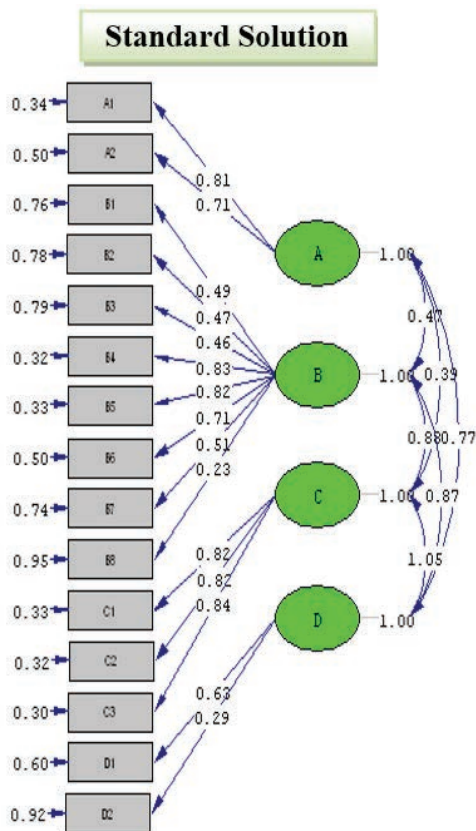 Standard Solution
0.34 A1
0.50 A2
0.76 B1
0.78 B2
0.79 B3
0.32 B4
0.33 B5
0.50 B6
0.74 B7
0.95 B8
0.33 C1
0.32 C2
0.30 C3
0.60 D1
0.92 D2
0.81
0.71
0.49
0.47
0.46
0.83
0.82
0.71
0.51
0.23
0.82
0.82
0.84
0.63
0.29
A 1.00
B 1.00
C 1.00
D 1.00
0.47
0.39
0.88 0.77
0.87
1.05